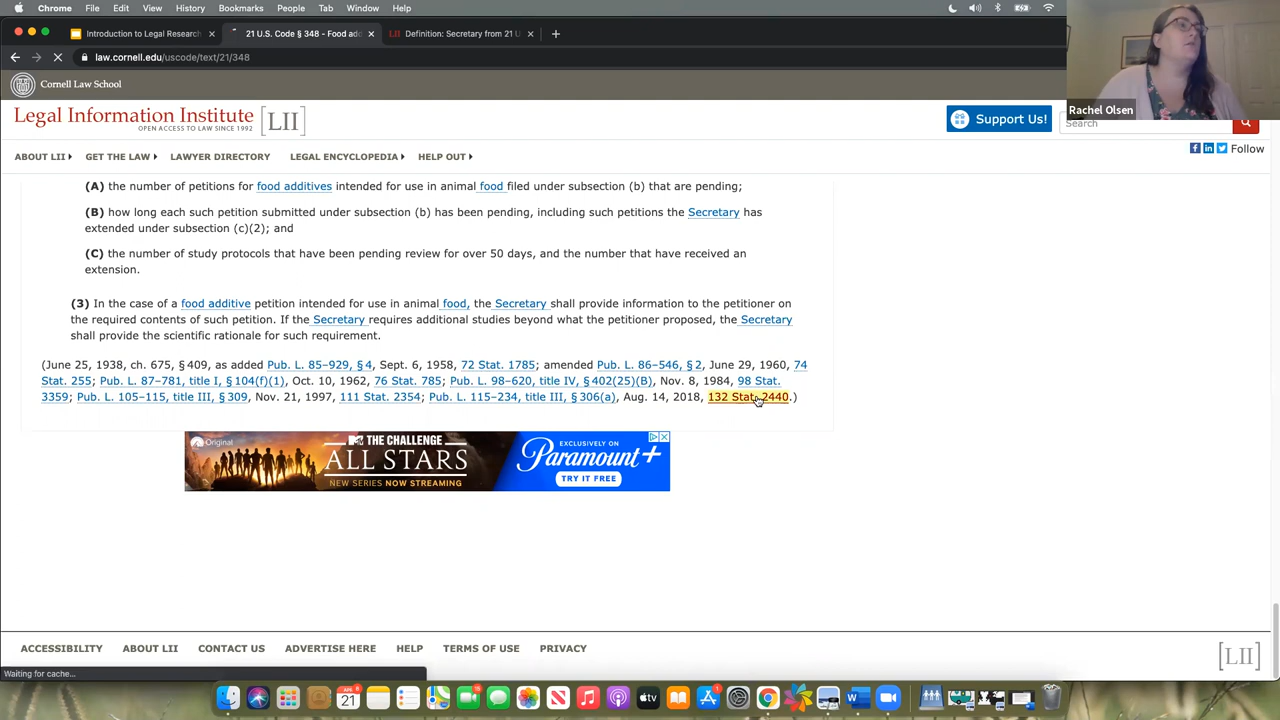 Chrome File Edit View History Bookmarks People Tab Window Help
Introduction to Legal Research × 21 U.S. Code § 348 - Food add × LII Definition: Secretary from 21 U × +
law.cornell.edu/uscode/text/21/348
Cornell Law School
Rachel Olsen
Legal Information Institute [LII]
OPEN ACCESS TO LAW SINCE 1992
Support Us!
Search
ABOUT LII GET THE LAW LAWYER DIRECTORY LEGAL ENCYCLOPEDIA HELP OUT
Follow
(A) the number of petitions for food additives intended for use in animal food filed under subsection (b) that are pending;
(B) how long each such petition submitted under subsection (b) has been pending, including such petitions the Secretary has
extended under subsection (c)(2); and
(C) the number of study protocols that have been pending review for over 50 days, and the number that have received an
extension.
(3) In the case of a food additive petition intended for use in animal food, the Secretary shall provide information to the petitioner on
the required contents of such petition. If the Secretary requires additional studies beyond what the petitioner proposed, the Secretary
shall provide the scientific rationale for such requirement.
(June 25, 1938, ch. 675, § 409, as added Pub. L. 85–929, § 4, Sept. 6, 1958, 72 Stat. 1785; amended Pub. L. 86–546, § 2, June 29, 1960, 74
Stat. 255; Pub. L. 87–781, title I, § 104(f)(1), Oct. 10, 1962, 76 Stat. 785; Pub. L. 98–620, title IV, § 402(25)(B), Nov. 8, 1984, 98 Stat.
3359; Pub. L. 105–115, title III, § 309, Nov. 21, 1997, 111 Stat. 2354; Pub. L. 115–234, title III, § 306(a), Aug. 14, 2018, 132 Stat. 2440.)
Original
THE CHALLENGE
ALL STARS
NEW SERIES NOW STREAMING
EXCLUSIVELY ON
Paramount+
TRY IT FREE
ACCESSIBILITY ABOUT LII CONTACT US ADVERTISE HERE HELP TERMS OF USE PRIVACY
[LII]
Waiting for cache...
21